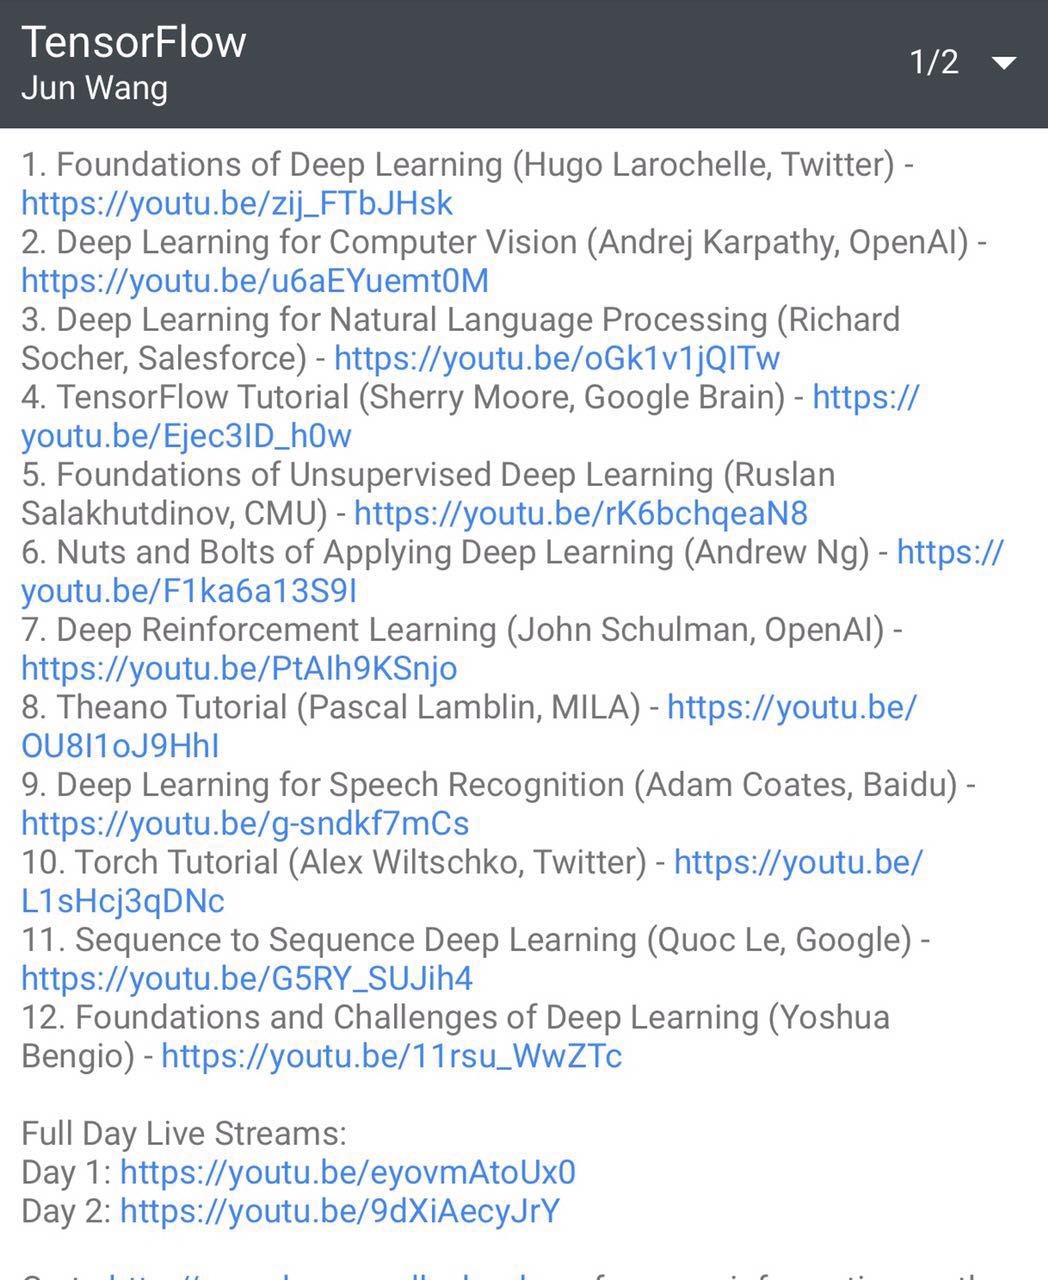 TensorFlow
Jun Wang
1/2
1. Foundations of Deep Learning (Hugo Larochelle, Twitter) -
https://youtu.be/zij_FTbJHsk
2. Deep Learning for Computer Vision (Andrej Karpathy, OpenAI) -
https://youtu.be/u6aEYuemt0M
3. Deep Learning for Natural Language Processing (Richard
Socher, Salesforce) - https://youtu.be/oGk1v1jQITw
4. TensorFlow Tutorial (Sherry Moore, Google Brain) - https://
youtu.be/Ejec3ID_h0w
5. Foundations of Unsupervised Deep Learning (Ruslan
Salakhutdinov, CMU) - https://youtu.be/rK6bchqeaN8
6. Nuts and Bolts of Applying Deep Learning (Andrew Ng) - https://
youtu.be/F1ka6a13S9I
7. Deep Reinforcement Learning (John Schulman, OpenAI) -
https://youtu.be/PtAIh9KSnjo
8. Theano Tutorial (Pascal Lamblin, MILA) - https://youtu.be/
OU8I1oJ9HhI
9. Deep Learning for Speech Recognition (Adam Coates, Baidu) -
https://youtu.be/g-sndkf7mCs
10. Torch Tutorial (Alex Wiltschko, Twitter) - https://youtu.be/
L1sHcj3qDNc
11. Sequence to Sequence Deep Learning (Quoc Le, Google) -
https://youtu.be/G5RY_SUJih4
12. Foundations and Challenges of Deep Learning (Yoshua
Bengio) - https://youtu.be/11rsu_WwZTc
Full Day Live Streams:
Day 1: https://youtu.be/eyovmAtoUx0
Day 2: https://youtu.be/9dXiAecyJrY